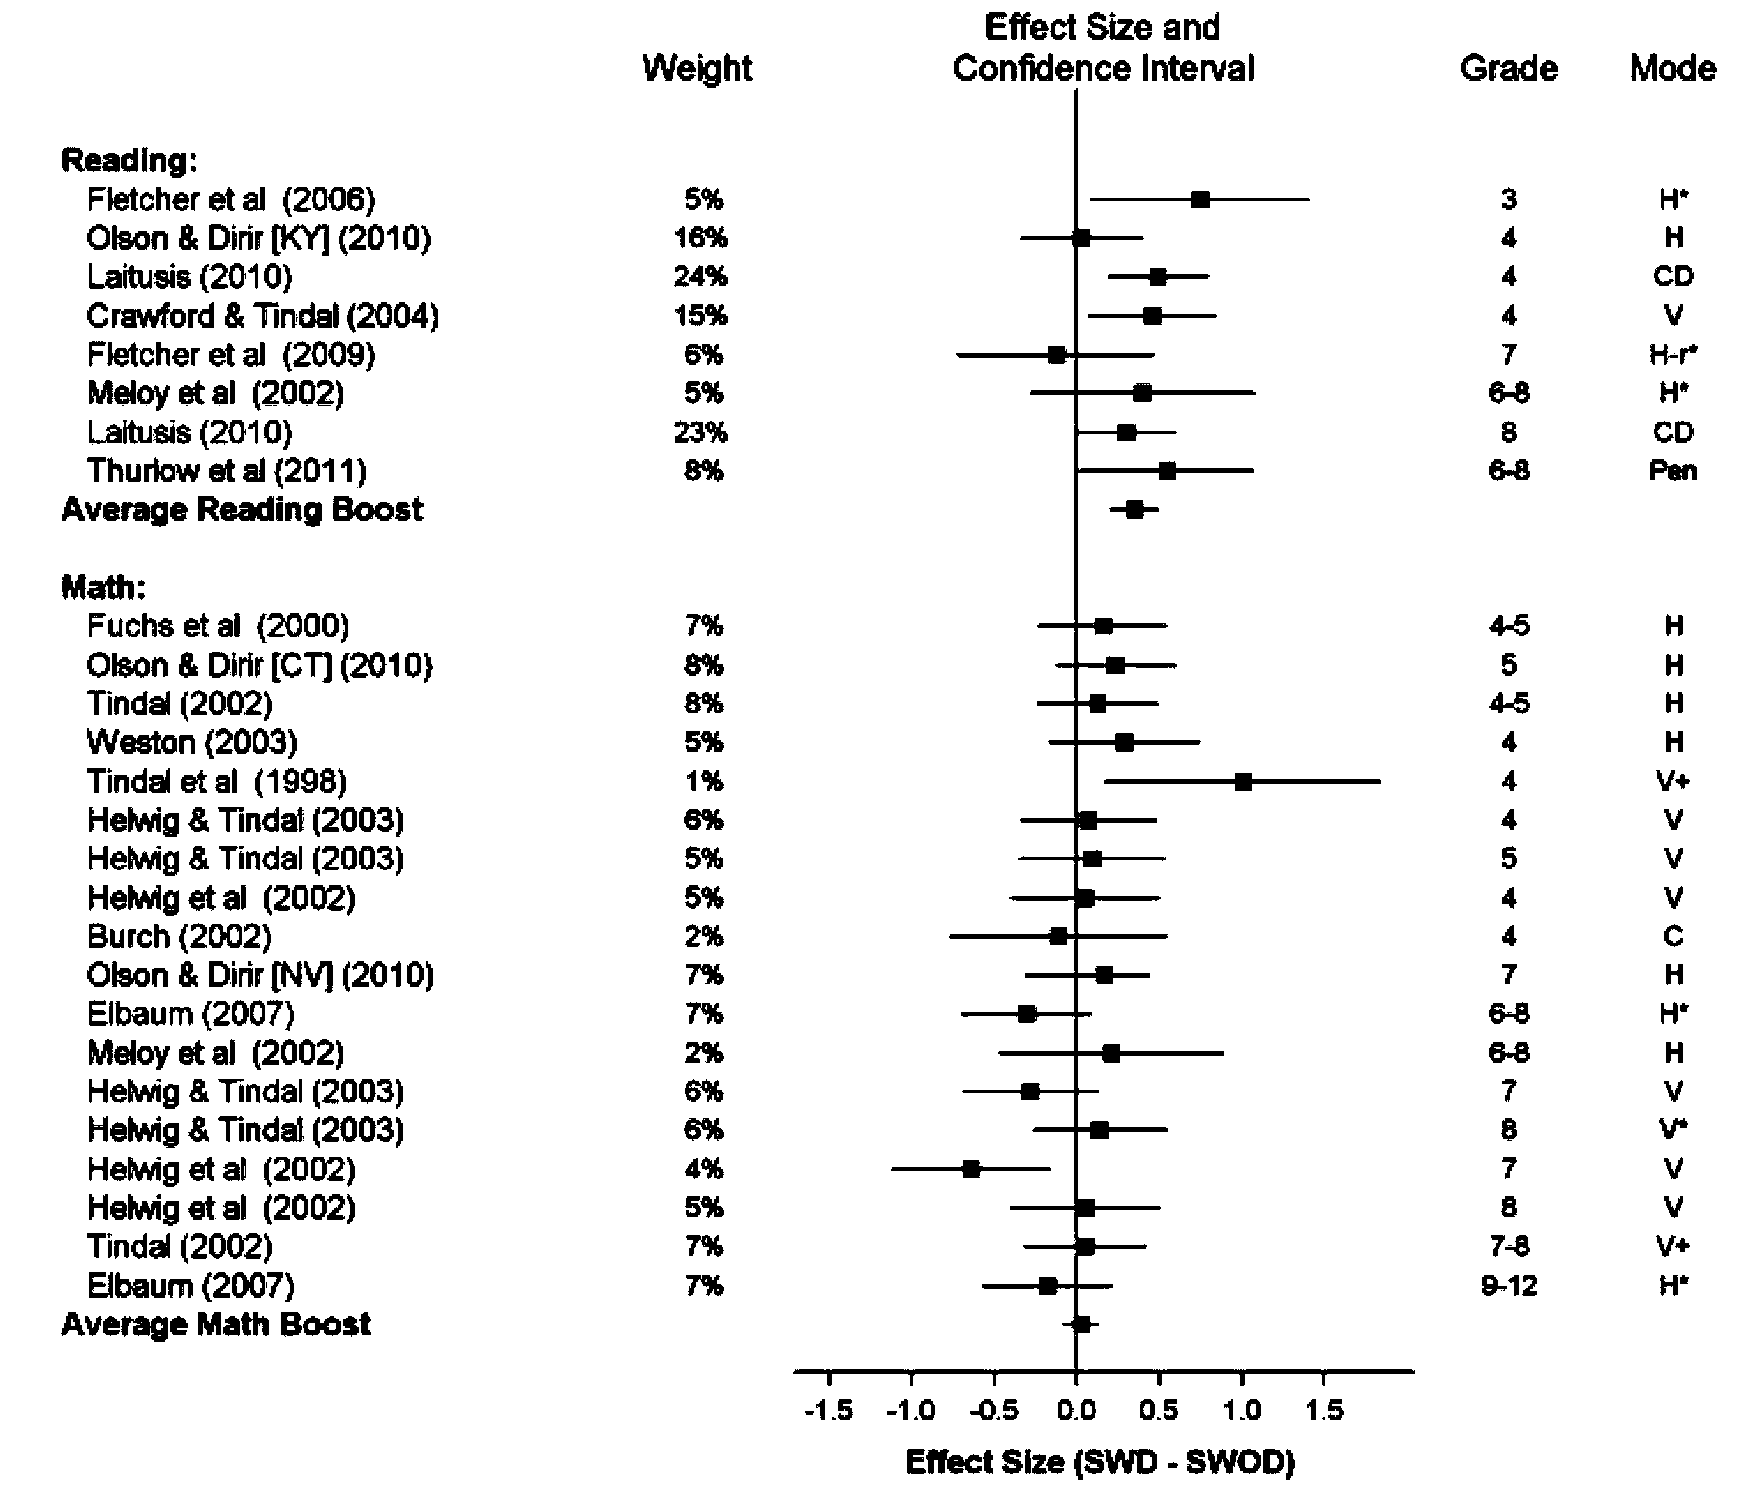 Effect Size and
Weight Confidence Interval Grade Mode
Reading:
Fletcher et al (2006) 5% 3 H*
Olson & Dirir [KY] (2010) 16% 4 H
Laitusis (2010) 24% 4 CD
Crawford & Tindal (2004) 15% 4 V
Fletcher et al (2009) 6% 7 H-r*
Meloy et al (2002) 5% 6-8 H*
Laitusis (2010) 23% 8 CD
Thurlow et al (2011) 8% 6-8 Pen
Average Reading Boost
Math:
Fuchs et al (2000) 7% 4-5 H
Olson & Dirir [CT] (2010) 8% 5 H
Tindal (2002) 8% 4-5 H
Weston (2003) 5% 4 H
Tindal et al (1998) 1% 4 V+
Helwig & Tindal (2003) 6% 4 V
Helwig & Tindal (2003) 5% 5 V
Helwig et al (2002) 5% 4 V
Burch (2002) 2% 4 C
Olson & Dirir [NV] (2010) 7% 7 H
Elbaum (2007) 7% 6-8 H*
Meloy et al (2002) 2% 6-8 H
Helwig & Tindal (2003) 6% 7 V
Helwig & Tindal (2003) 6% 8 V*
Helwig et al (2002) 4% 7 V
Helwig et al (2002) 5% 8 V
Tindal (2002) 7% 7-8 V+
Elbaum (2007) 7% 9-12 H*
Average Math Boost
-1.5 -1.0 -0.5 0.0 0.5 1.0 1.5
Effect Size (SWD - SWOD)